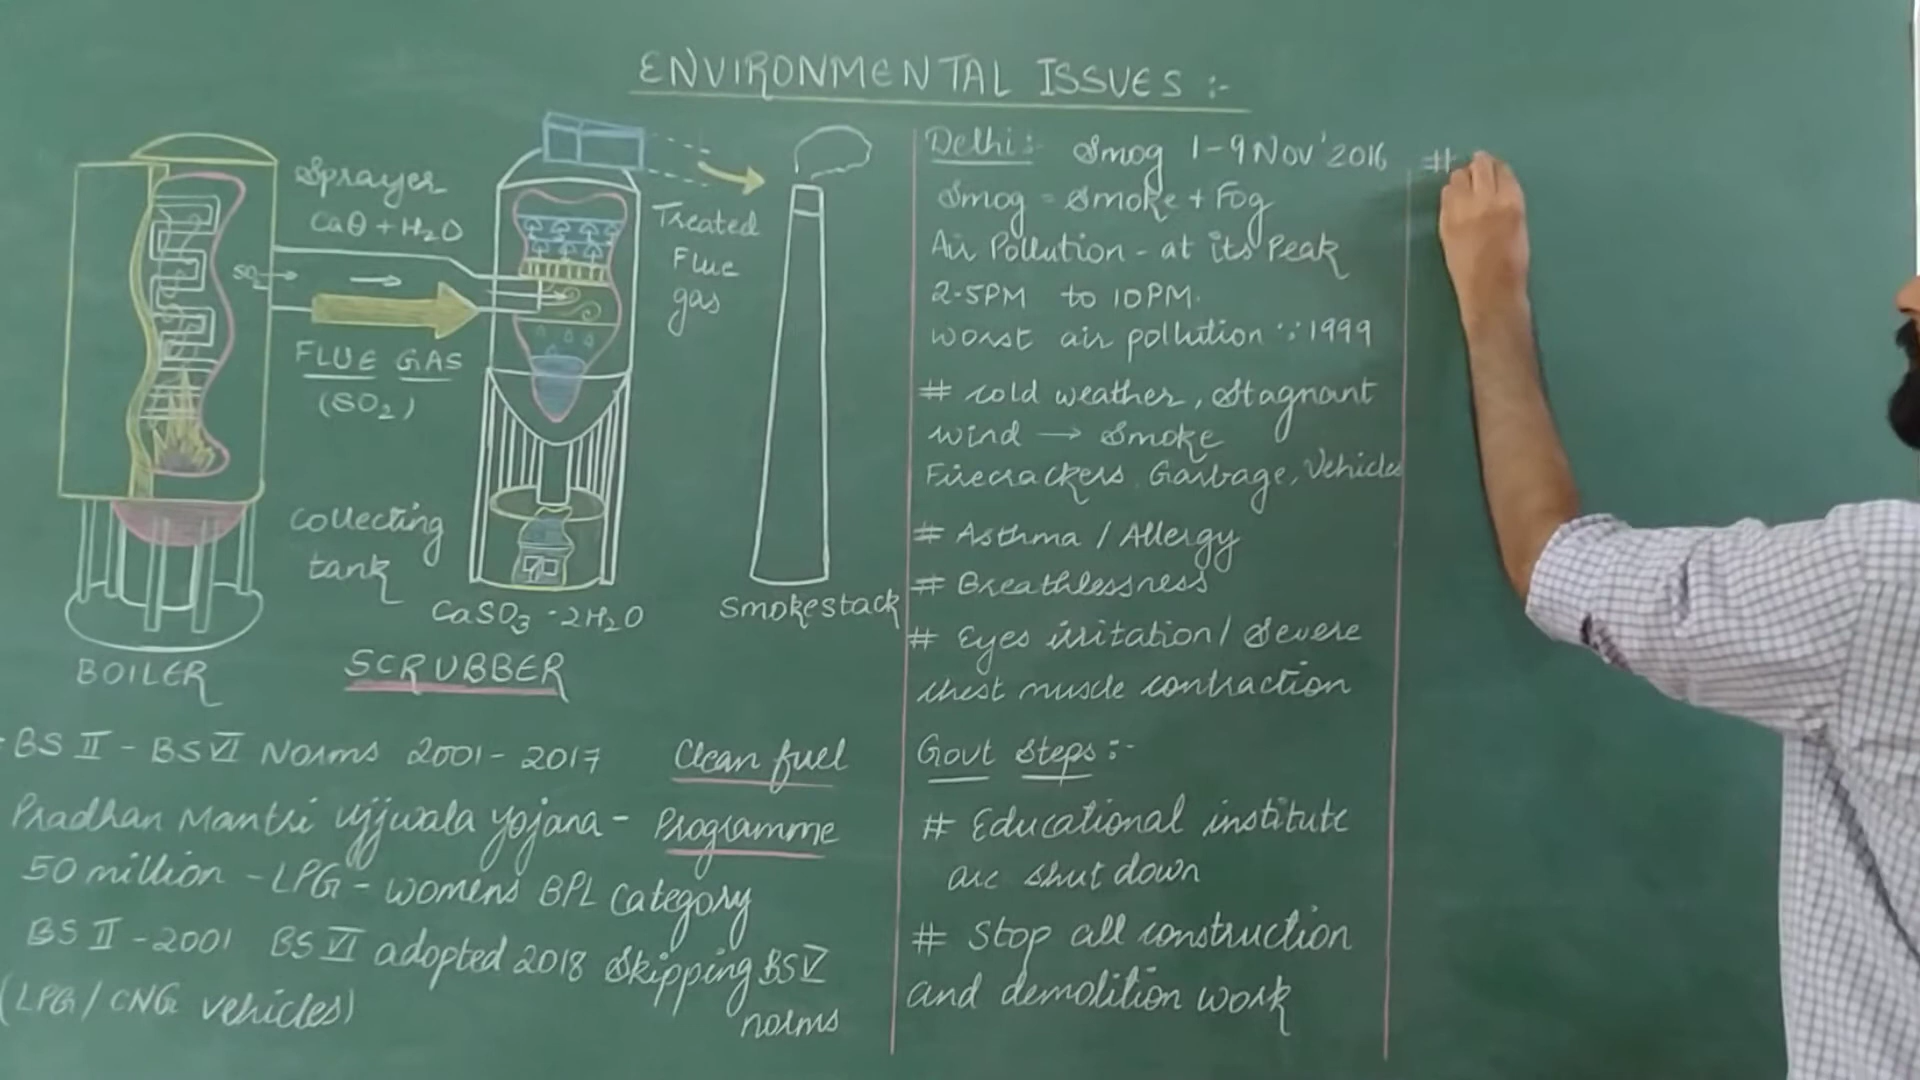 ENVIRONMENTAL ISSUES :-
Sprayer
CaO + H2O
SO2
FLUE GAS
(SO2)
Treated
Flue
gas
Collecting
tank
CaSO3 - 2H2O
Smokestack
BOILER
SCRUBBER
BS II - BS VI Norms 2001 - 2017 Clean fuel
Pradhan Mantri Ujjwala yojana - Programme
50 million - LPG - womens BPL Category
BS II - 2001 BS VI adopted 2018 Skipping BS V
norms
(LPG / CNG vehicles)
Delhi :- Smog 1-9 Nov' 2016
Smog = Smoke + Fog
Air Pollution - at its Peak
2-5PM to 10PM.
worst air pollution ∵ 1999
# cold weather, Stagnant
wind → Smoke
Firecrackers, Garbage, Vehicles
# Asthma / Allergy
# Breathlessness
# Eyes irritation / Severe
chest muscle contraction
Govt Steps :-
# Educational institute
are shut down
# Stop all construction
and demolition work
#